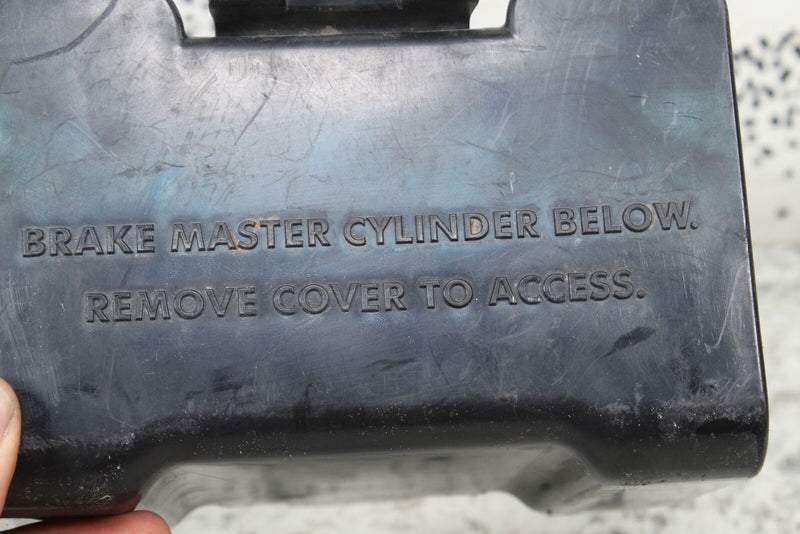 BRAKE MASTER CYLINDER BELOW.
REMOVE COVER TO ACCESS.